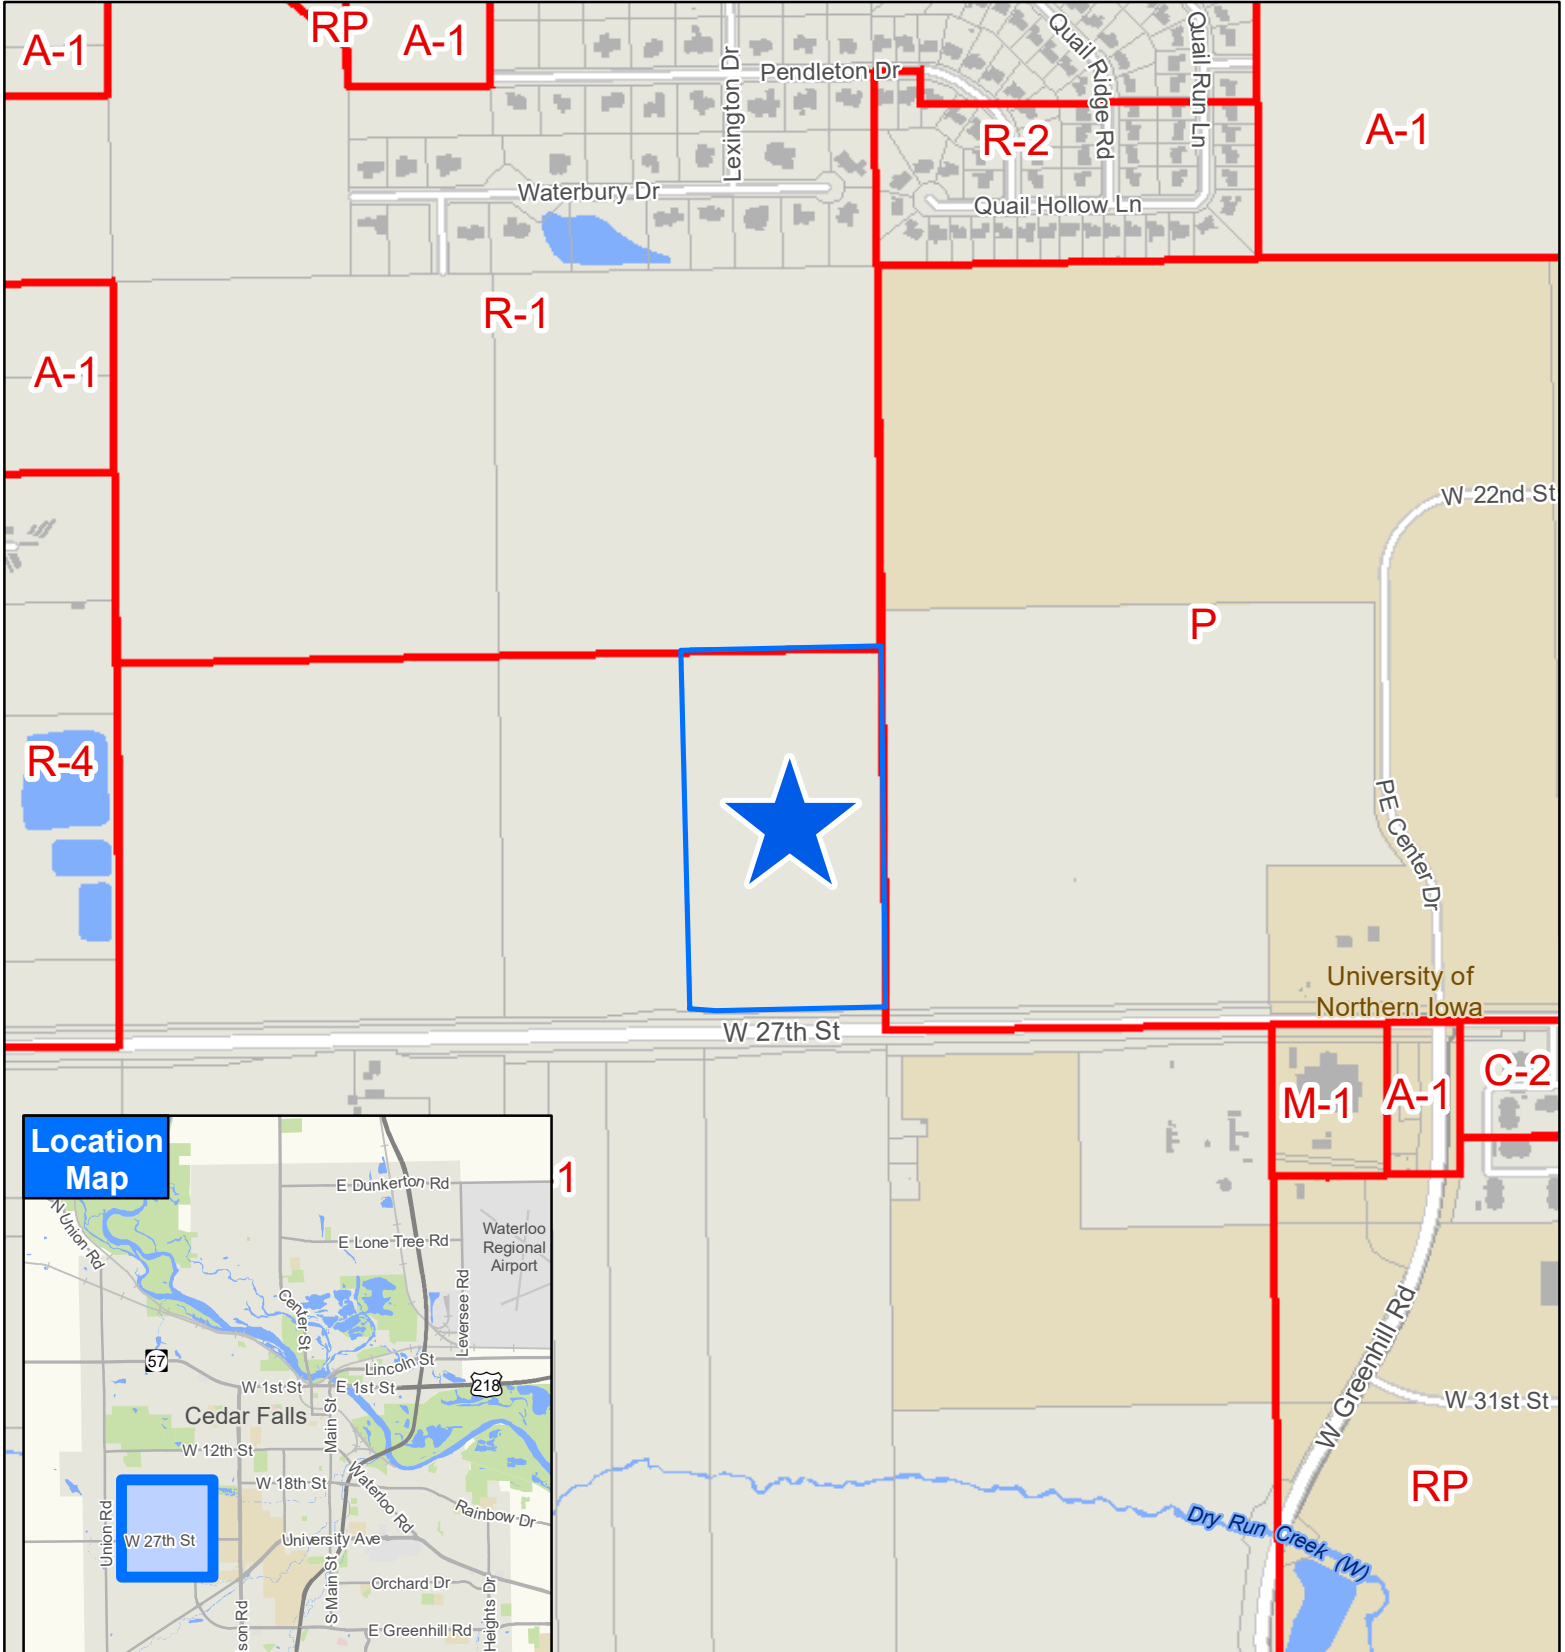 A-1
RP
A-1
Lexington Dr
Pendleton Dr
Quail Ridge Rd
Quail Run Ln
R-2
A-1
Waterbury Dr
Quail Hollow Ln
R-1
A-1
W 22nd St
P
R-4
PE Center Dr
University of
Northern Iowa
W 27th St
M-1
A-1
C-2
1
W Greenhill Rd
W 31st St
RP
Dry Run Creek (W)
Location
Map
N Union Rd
E Dunkerton Rd
E Lone Tree Rd
Waterloo
Regional
Airport
Center St
Leversee Rd
57
Lincoln St
W 1st St
E 1st St
218
Cedar Falls
Main St
W 12th St
W 18th St
Waterloo Rd
Rainbow Dr
Union Rd
W 27th St
University Ave
S Main St
Orchard Dr
son Rd
E Greenhill Rd
Heights Dr